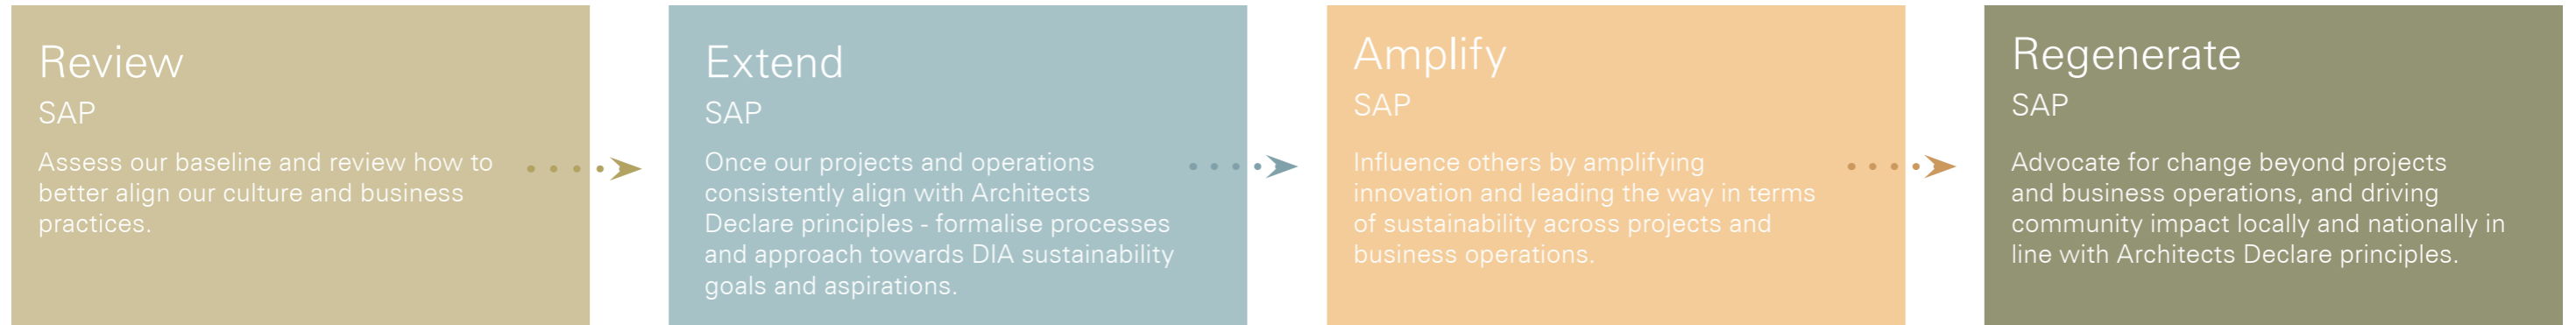 Review
SAP
Assess our baseline and review how to
better align our culture and business
practices.
Extend
SAP
Once our projects and operations
consistently align with Architects
Declare principles - formalise processes
and approach towards DIA sustainability
goals and aspirations.
Amplify
SAP
Influence others by amplifying
innovation and leading the way in terms
of sustainability across projects and
business operations.
Regenerate
SAP
Advocate for change beyond projects
and business operations, and driving
community impact locally and nationally in
line with Architects Declare principles.